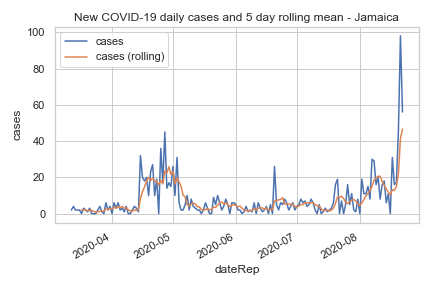 New COVID-19 daily cases and 5 day rolling mean - Jamaica
cases
cases (rolling)
100
80
60
40
20
0
cases
2020-04
2020-05
2020-06
2020-07
2020-08
dateRep